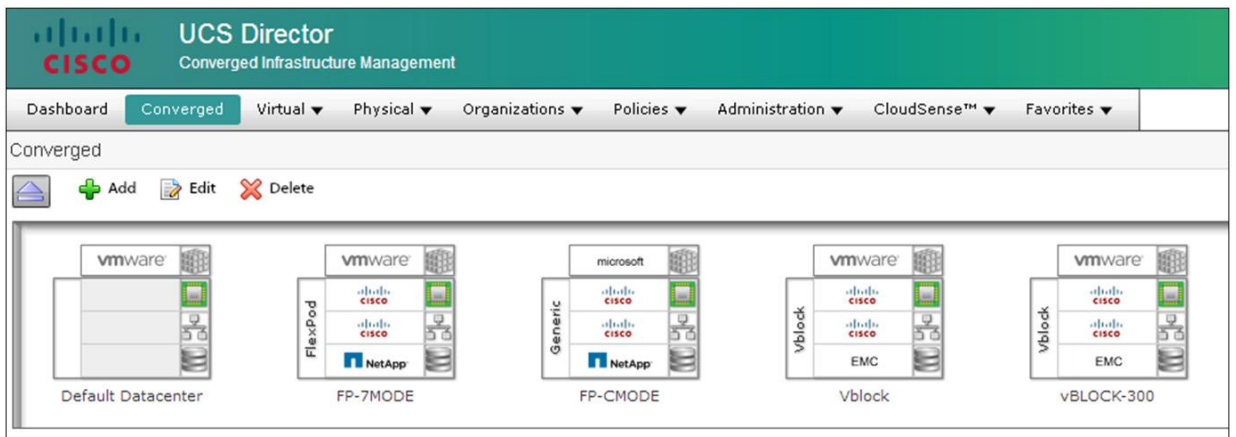 UCS Director
CISCO
Converged Infrastructure Management
Dashboard Converged Virtual Physical Organizations Policies Administration CloudSense™ Favorites
Converged
Add Edit Delete
vmware vmware microsoft vmware vmware
cisco cisco cisco cisco
FlexPod Generic Vblock Vblock
cisco cisco cisco cisco
NetApp NetApp EMC EMC
Default Datacenter FP-7MODE FP-CMODE Vblock vBLOCK-300